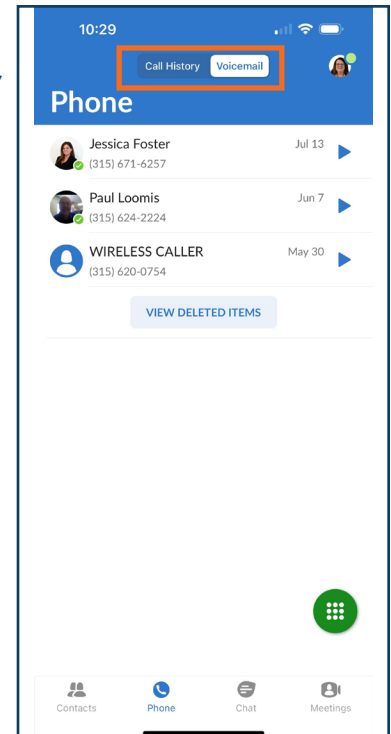 10:29
Call History Voicemail
Phone
Jessica Foster Jul 13
(315) 671-6257
Paul Loomis Jun 7
(315) 624-2224
WIRELESS CALLER May 30
(315) 620-0754
VIEW DELETED ITEMS
Contacts Phone Chat Meetings